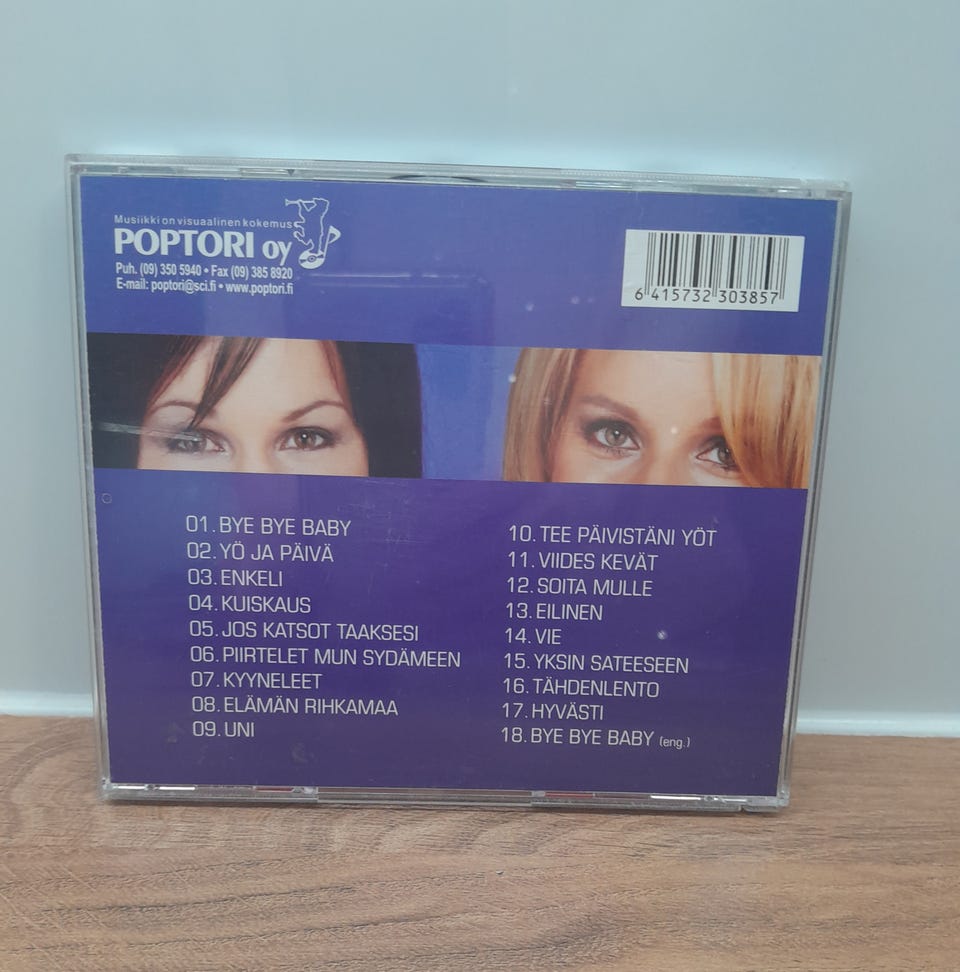 Musiikki on visuaalinen kokemus
POPTORI oy
Puh. (09) 350 5940 • Fax (09) 385 8920
E-mail: poptori@sci.fi • www.poptori.fi
6 415732 303857
01. BYE BYE BABY
02. YÖ JA PÄIVÄ
03. ENKELI
04. KUISKAUS
05. JOS KATSOT TAAKSESI
06. PIIRTELET MUN SYDÄMEEN
07. KYYNELEET
08. ELÄMÄN RIHKAMAA
09. UNI
10. TEE PÄIVISTÄNI YÖT
11. VIIDES KEVÄT
12. SOITA MULLE
13. EILINEN
14. VIE
15. YKSIN SATEESEEN
16. TÄHDENLENTO
17. HYVÄSTI
18. BYE BYE BABY (eng.)